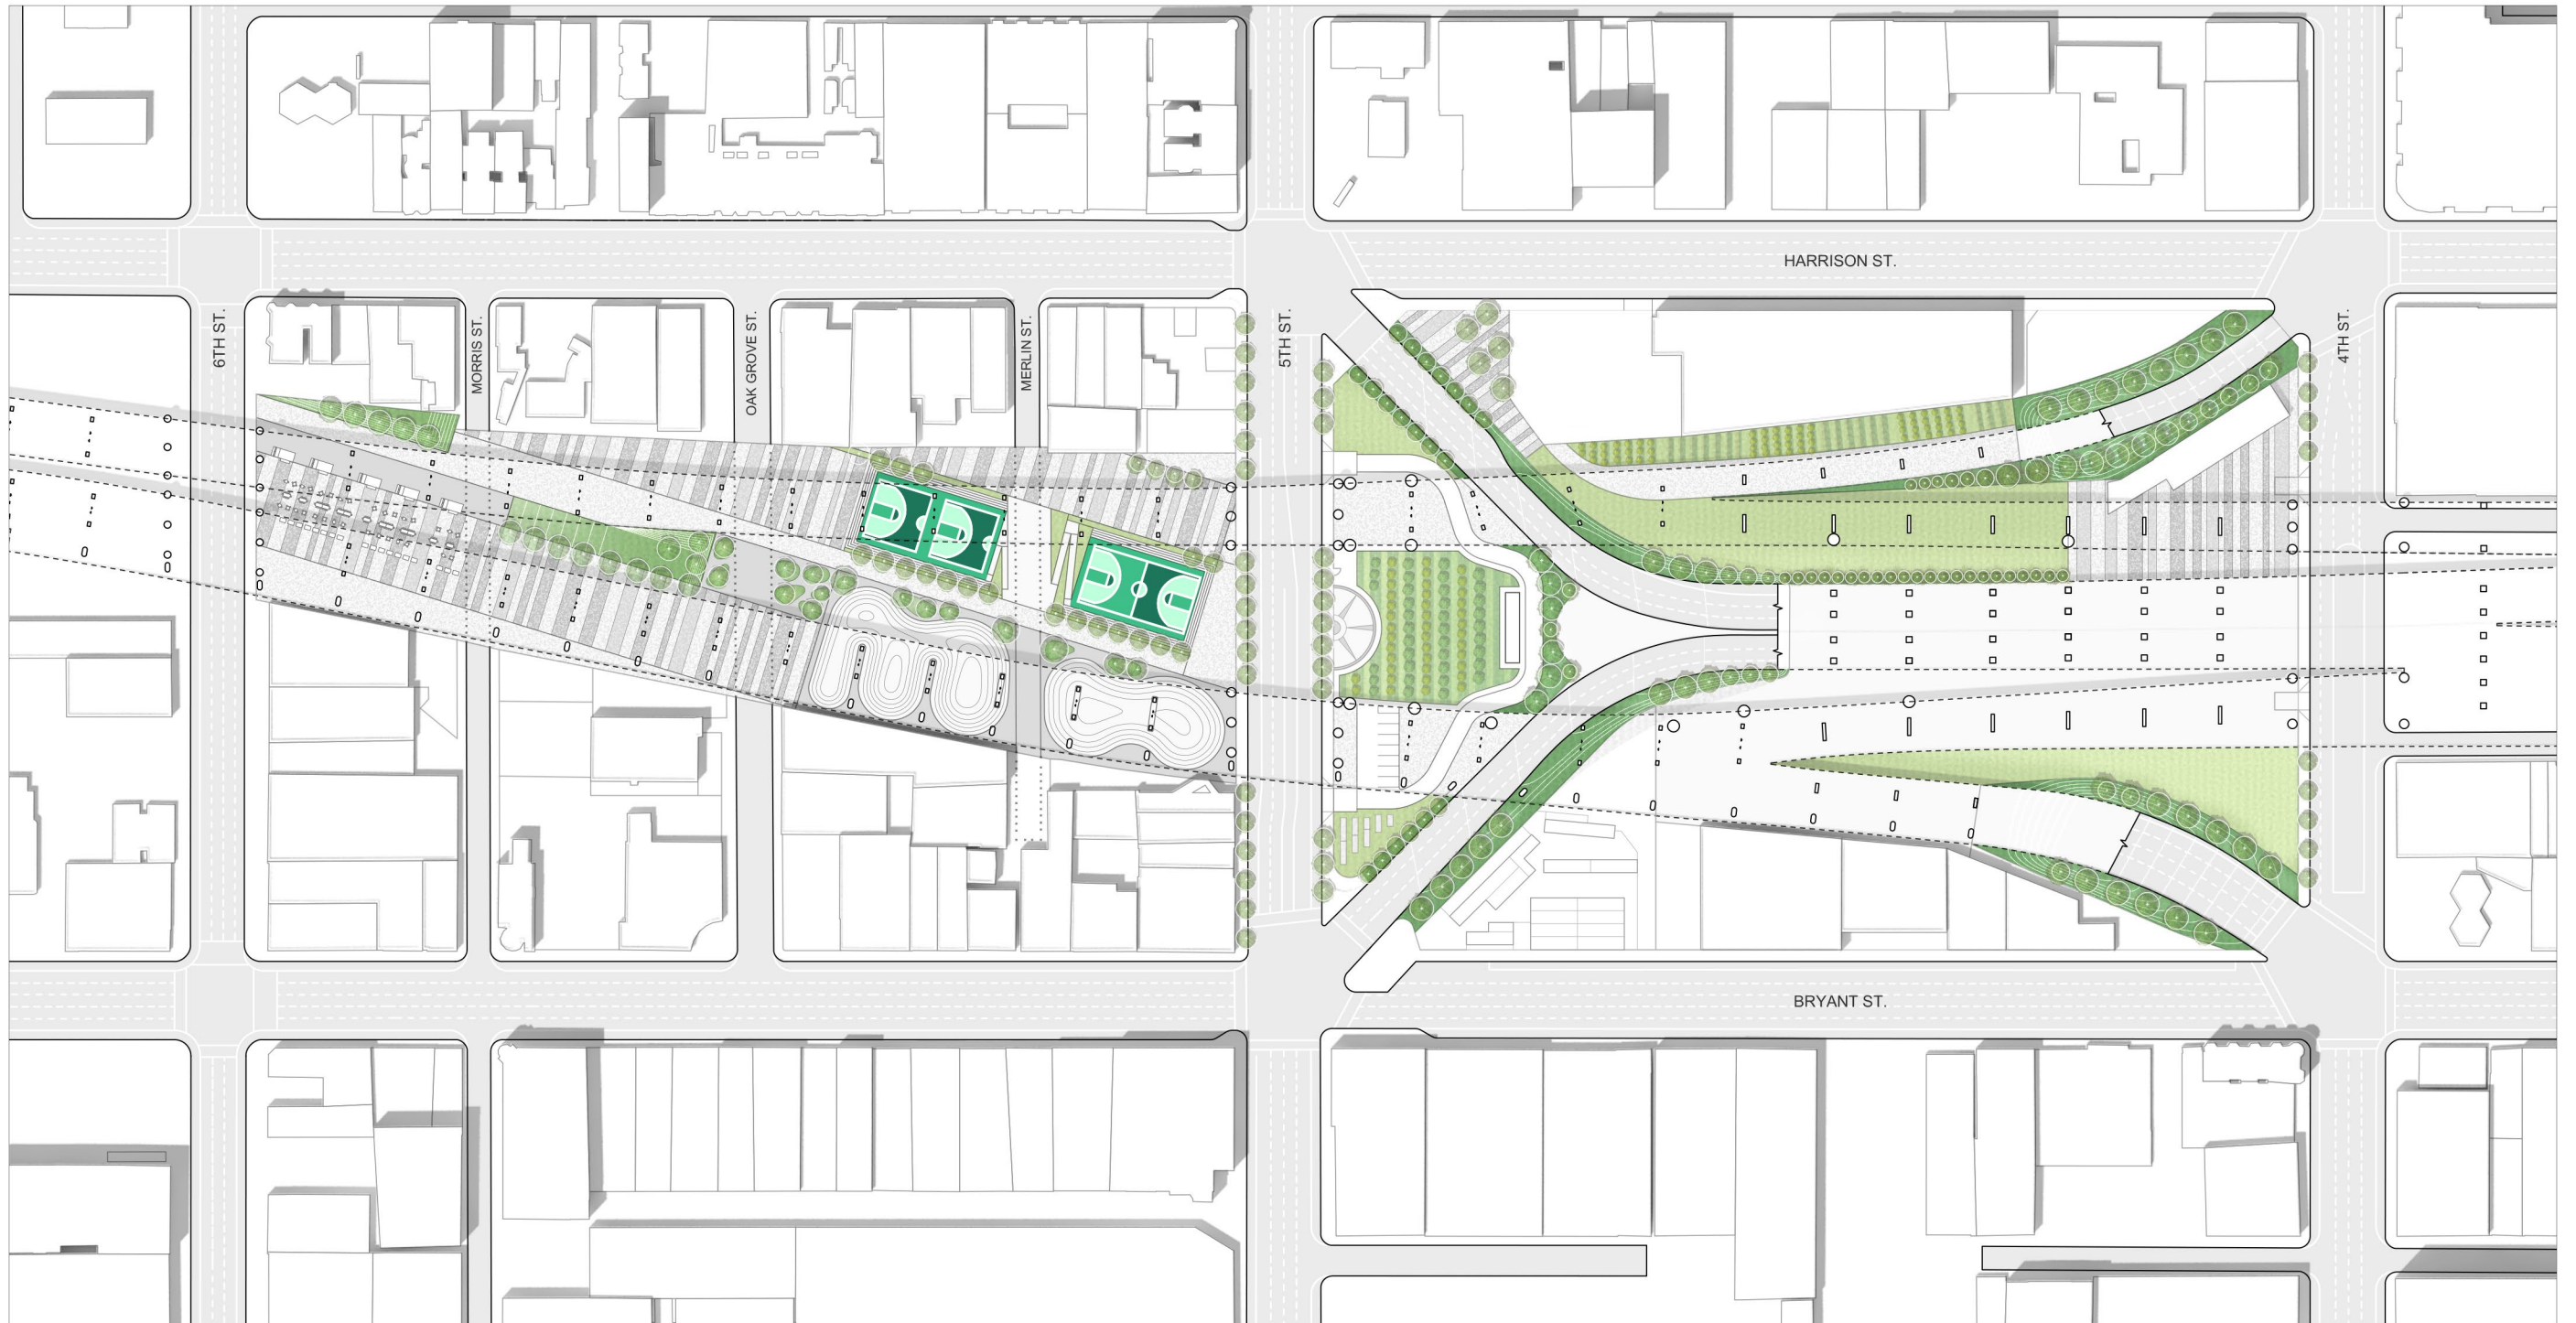 HARRISON ST.
6TH ST.
MORRIS ST.
OAK GROVE ST.
MERLIN ST.
5TH ST.
4TH ST.
BRYANT ST.